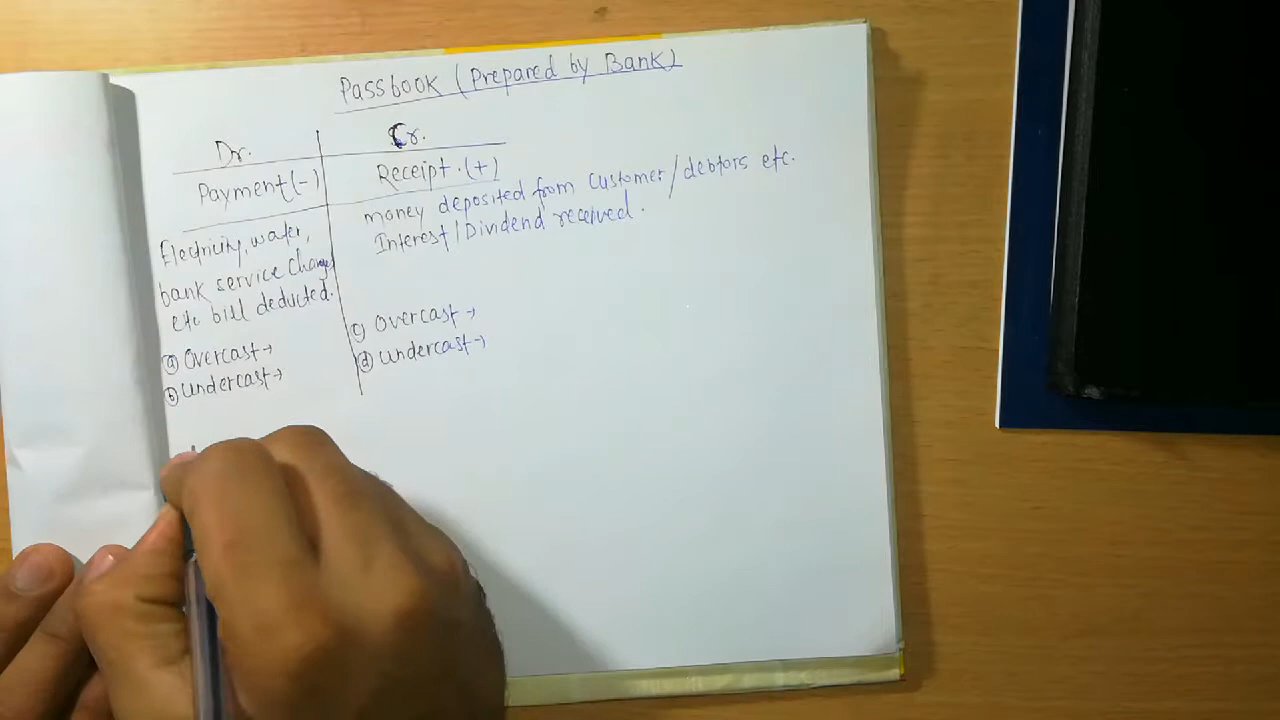 Passbook (Prepared by Bank)
Dr.
Cr.
Payment (-)
Receipt. (+)
Electricity, water,
bank service charges
etc bill deducted.
money deposited from customer / debtors etc.
Interest / Dividend received.
(a) Overcast →
(b) Undercast →
(c) Overcast →
(d) Undercast →